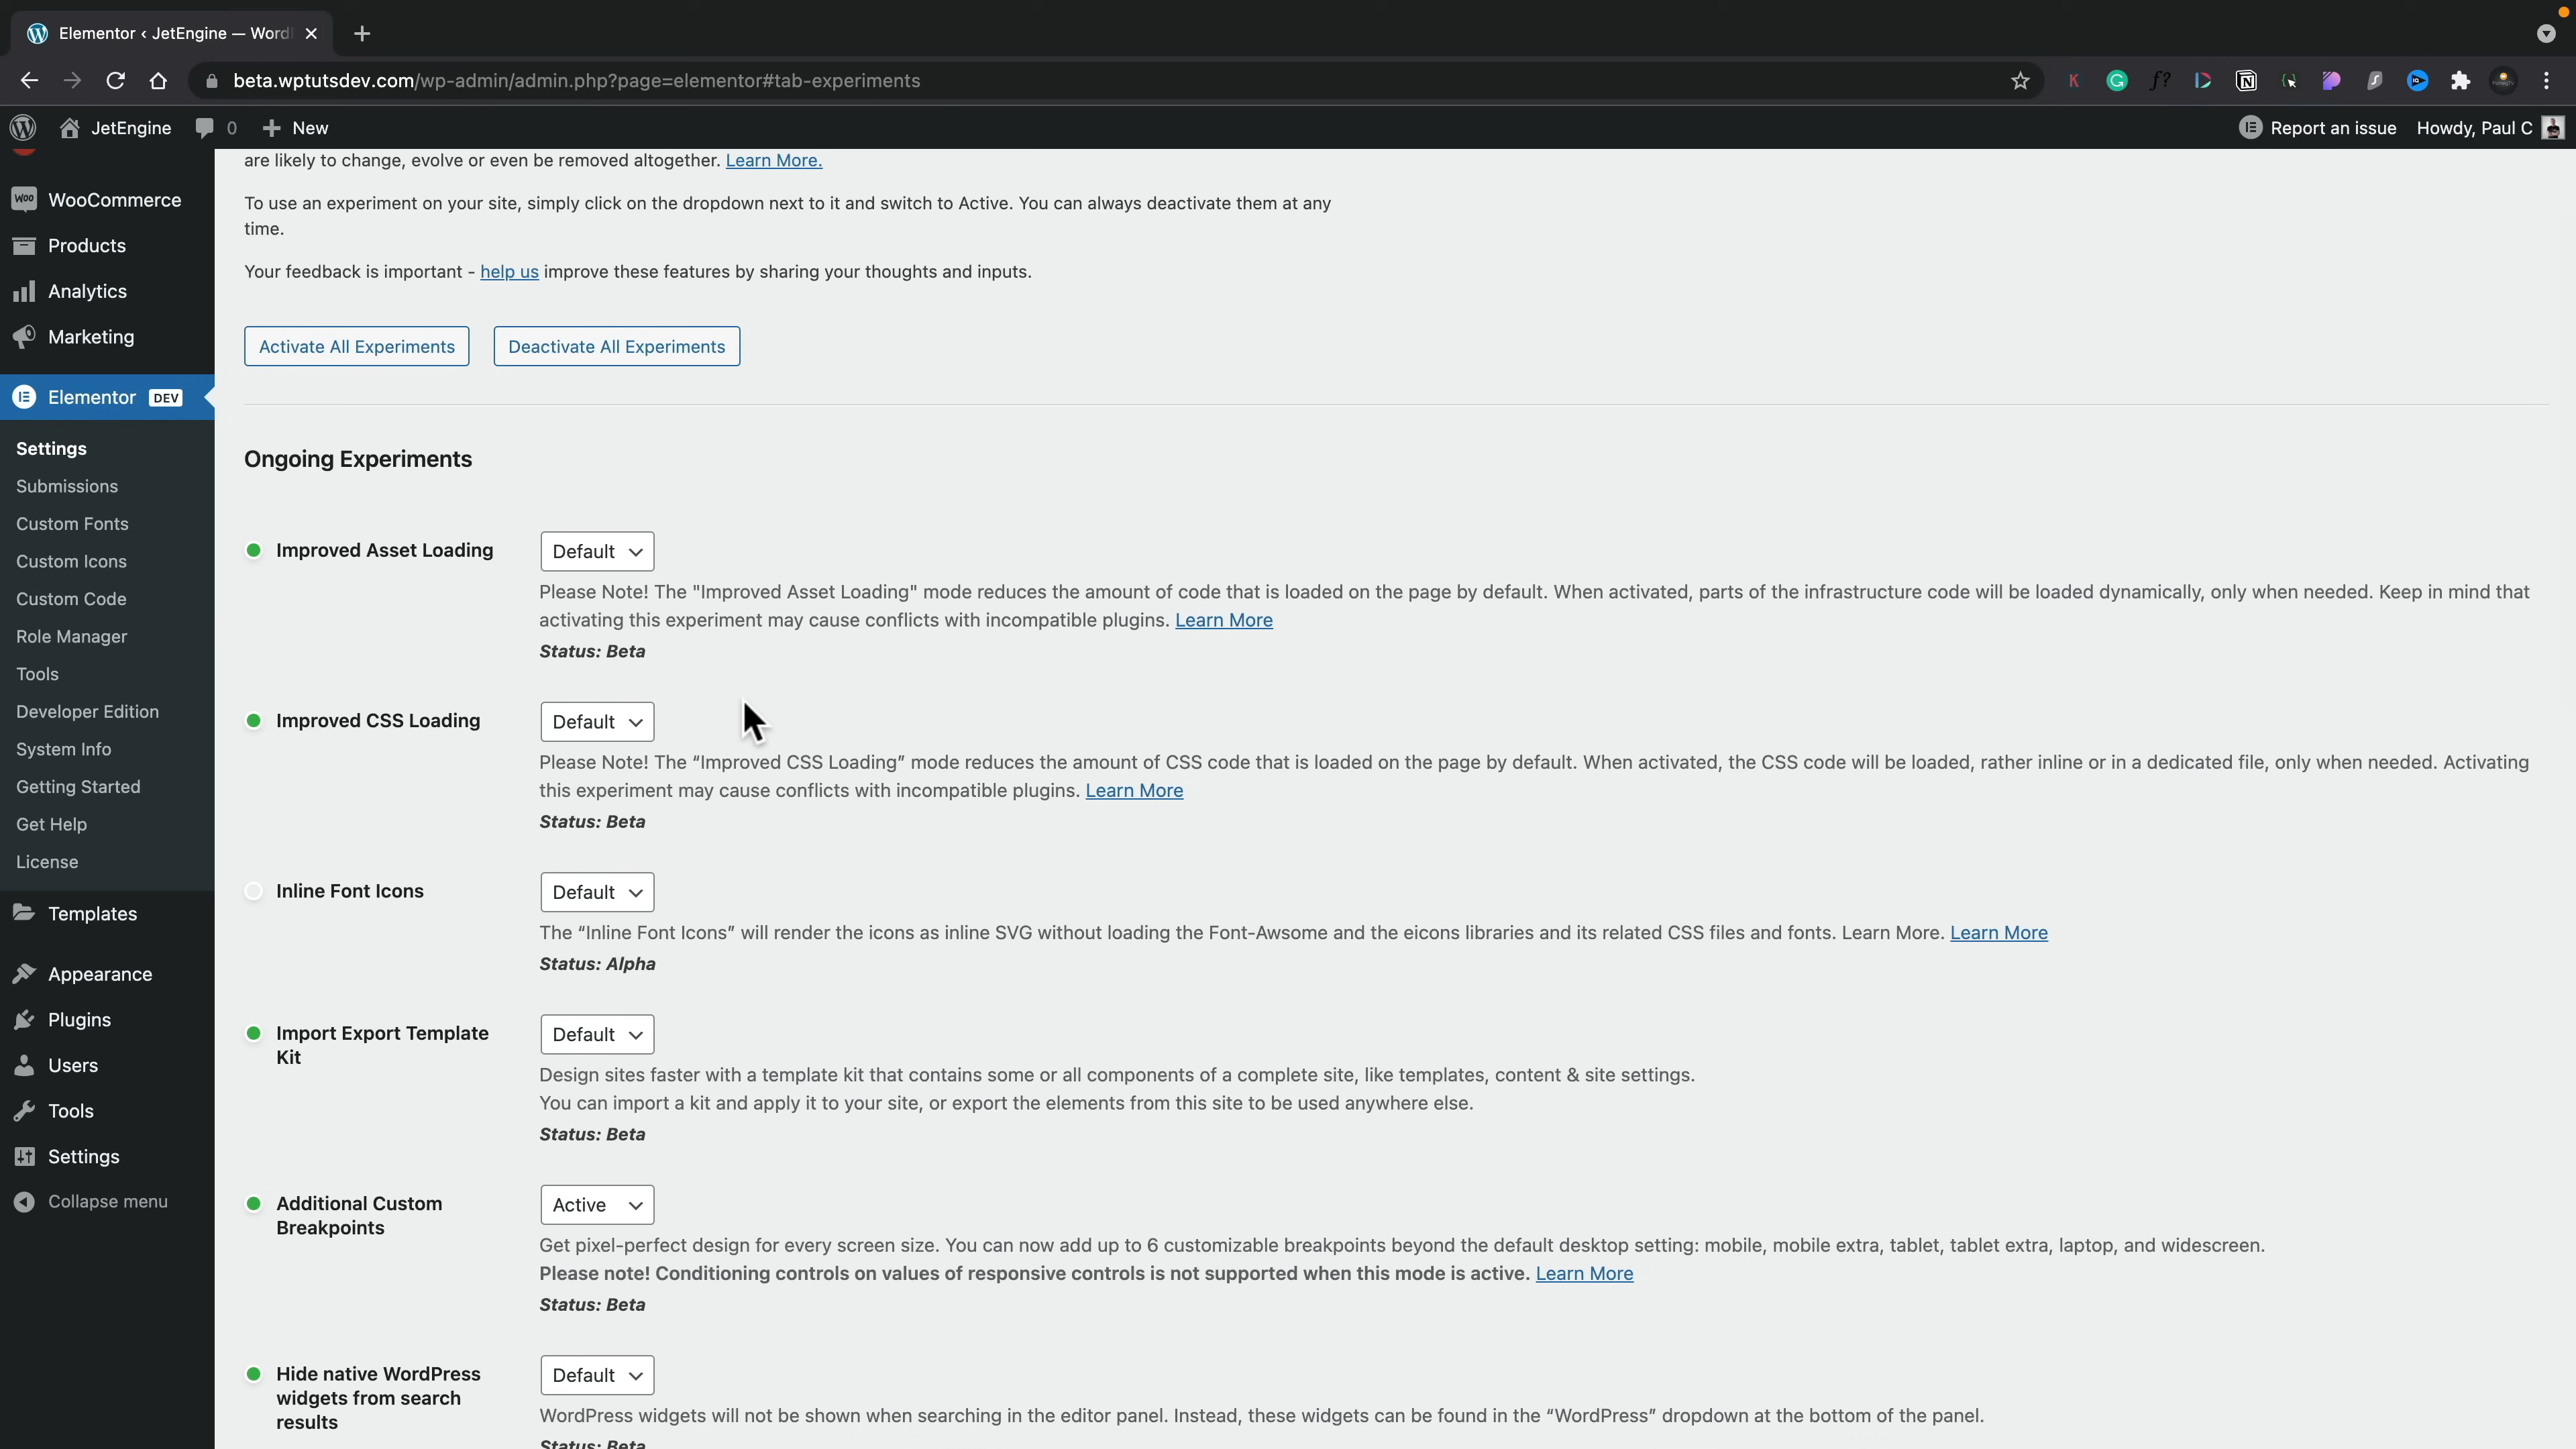 Elementor ‹ JetEngine — Word
beta.wptutsdev.com/wp-admin/admin.php?page=elementor#tab-experiments
JetEngine
0
New
Report an issue
Howdy, Paul C
WooCommerce
Products
Analytics
Marketing
Elementor DEV
Settings
Submissions
Custom Fonts
Custom Icons
Custom Code
Role Manager
Tools
Developer Edition
System Info
Getting Started
Get Help
License
Templates
Appearance
Plugins
Users
Tools
Settings
Collapse menu
are likely to change, evolve or even be removed altogether. Learn More.
To use an experiment on your site, simply click on the dropdown next to it and switch to Active. You can always deactivate them at any
time.
Your feedback is important - help us improve these features by sharing your thoughts and inputs.
Activate All Experiments
Deactivate All Experiments
Ongoing Experiments
Improved Asset Loading
Default
Please Note! The "Improved Asset Loading" mode reduces the amount of code that is loaded on the page by default. When activated, parts of the infrastructure code will be loaded dynamically, only when needed. Keep in mind that
activating this experiment may cause conflicts with incompatible plugins. Learn More
Status: Beta
Improved CSS Loading
Default
Please Note! The “Improved CSS Loading” mode reduces the amount of CSS code that is loaded on the page by default. When activated, the CSS code will be loaded, rather inline or in a dedicated file, only when needed. Activating
this experiment may cause conflicts with incompatible plugins. Learn More
Status: Beta
Inline Font Icons
Default
The “Inline Font Icons” will render the icons as inline SVG without loading the Font-Awsome and the eicons libraries and its related CSS files and fonts. Learn More. Learn More
Status: Alpha
Import Export Template
Kit
Default
Design sites faster with a template kit that contains some or all components of a complete site, like templates, content & site settings.
You can import a kit and apply it to your site, or export the elements from this site to be used anywhere else.
Status: Beta
Additional Custom
Breakpoints
Active
Get pixel-perfect design for every screen size. You can now add up to 6 customizable breakpoints beyond the default desktop setting: mobile, mobile extra, tablet, tablet extra, laptop, and widescreen.
Please note! Conditioning controls on values of responsive controls is not supported when this mode is active. Learn More
Status: Beta
Hide native WordPress
widgets from search
results
Default
WordPress widgets will not be shown when searching in the editor panel. Instead, these widgets can be found in the “WordPress” dropdown at the bottom of the panel.
Status: Beta